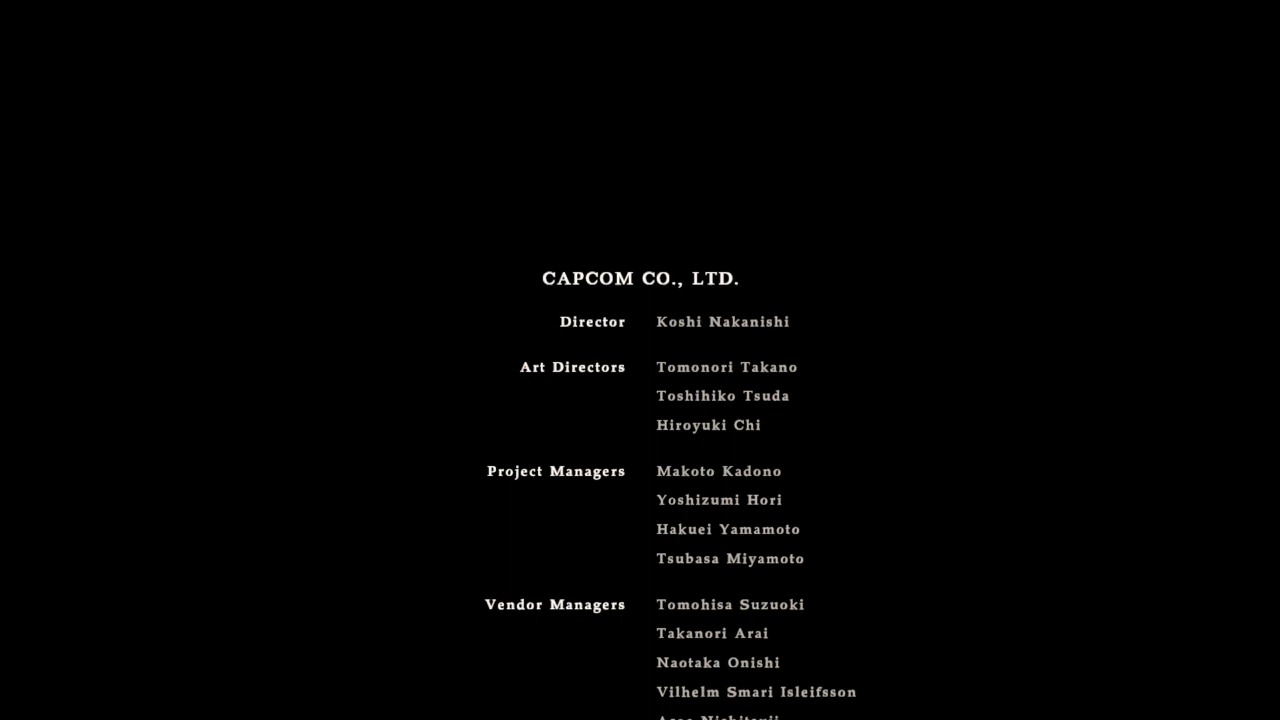 CAPCOM CO., LTD.
Director Koshi Nakanishi
Art Directors Tomonori Takano
Toshihiko Tsuda
Hiroyuki Chi
Project Managers Makoto Kadono
Yoshizumi Hori
Hakuei Yamamoto
Tsubasa Miyamoto
Vendor Managers Tomohisa Suzuoki
Takanori Arai
Naotaka Onishi
Vilhelm Smari Isleifsson